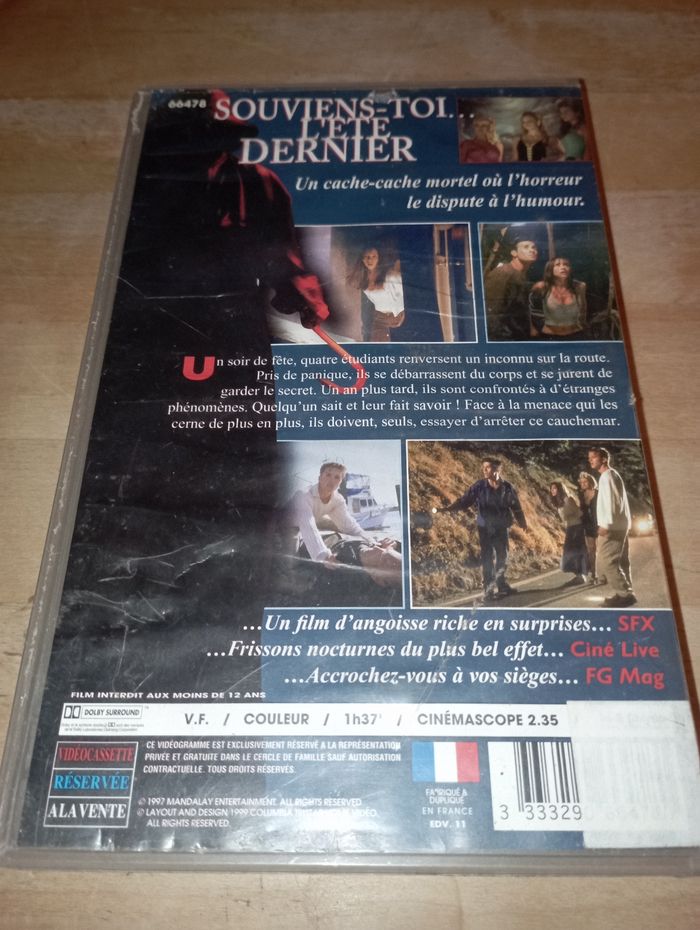 66478
SOUVIENS-TOI...
L'ÉTÉ
DERNIER
Un cache-cache mortel où l'horreur
le dispute à l'humour.
Un soir de fête, quatre étudiants renversent un inconnu sur la route.
Pris de panique, ils se débarrassent du corps et se jurent de
garder le secret. Un an plus tard, ils sont confrontés à d'étranges
phénomènes. Quelqu'un sait et leur fait savoir ! Face à la menace qui les
cerne de plus en plus, ils doivent, seuls, essayer d'arrêter ce cauchemar.
...Un film d'angoisse riche en surprises... SFX
...Frissons nocturnes du plus bel effet... Ciné Live
...Accrochez-vous à vos sièges... FG Mag
FILM INTERDIT AUX MOINS DE 12 ANS
DOLBY SURROUND
V.F. / COULEUR / 1h37' / CINÉMASCOPE 2.35
VIDÉOCASSETTE
RÉSERVÉE
A LA VENTE
CE VIDÉOGRAMME EST EXCLUSIVEMENT RÉSERVÉ À LA REPRÉSENTATION
PRIVÉE ET GRATUITE DANS LE CERCLE DE FAMILLE SAUF AUTORISATION
CONTRACTUELLE. TOUS DROITS RÉSERVÉS.
© 1997 MANDALAY ENTERTAINMENT. ALL RIGHTS RESERVED
© LAYOUT AND DESIGN 1999 COLUMBIA VIDEO.
ALL RIGHTS RESERVED.
FABRIQUÉ &
DUPLIQUÉ
EN FRANCE
EDV. 11
3 33329